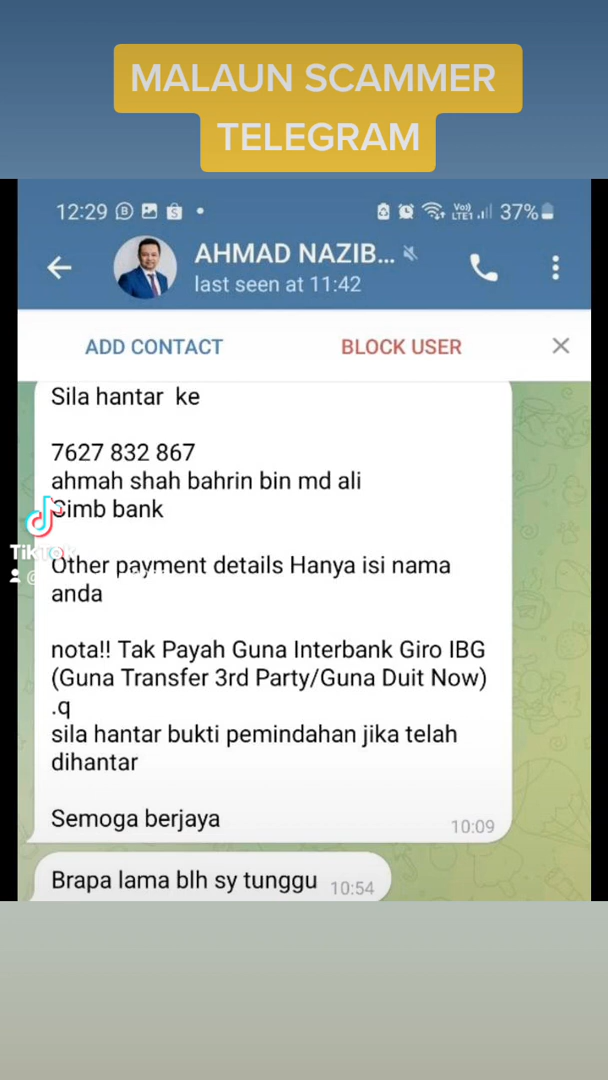 MALAUN SCAMMER
TELEGRAM
12:29
Vo))
LTE1
37%
AHMAD NAZIB...
last seen at 11:42
ADD CONTACT
BLOCK USER
Sila hantar ke
7627 832 867
ahmah shah bahrin bin md ali
Cimb bank
TikTok
Other payment details Hanya isi nama
anda
@
nota!! Tak Payah Guna Interbank Giro IBG
(Guna Transfer 3rd Party/Guna Duit Now)
.q
sila hantar bukti pemindahan jika telah
dihantar
Semoga berjaya
10:09
Brapa lama blh sy tunggu
10:54